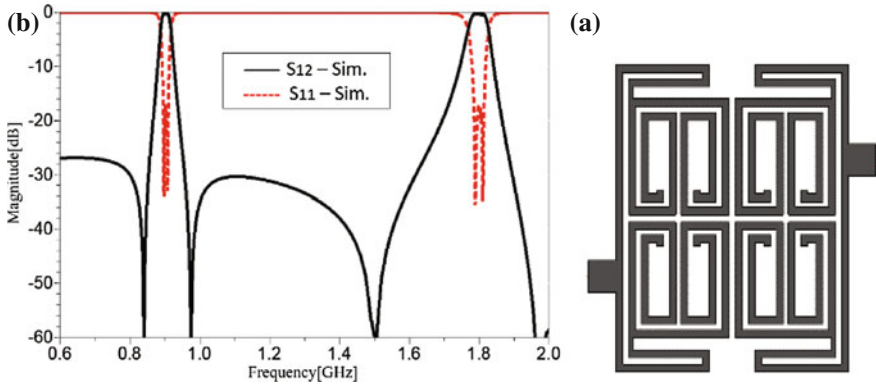 (b)
(a)
0
-10
-20
-30
-40
-50
-60
Magnitude[dB]
S12 – Sim.
S11 – Sim.
0.6
0.8
1.0
1.2
1.4
1.6
1.8
2.0
Frequency[GHz]